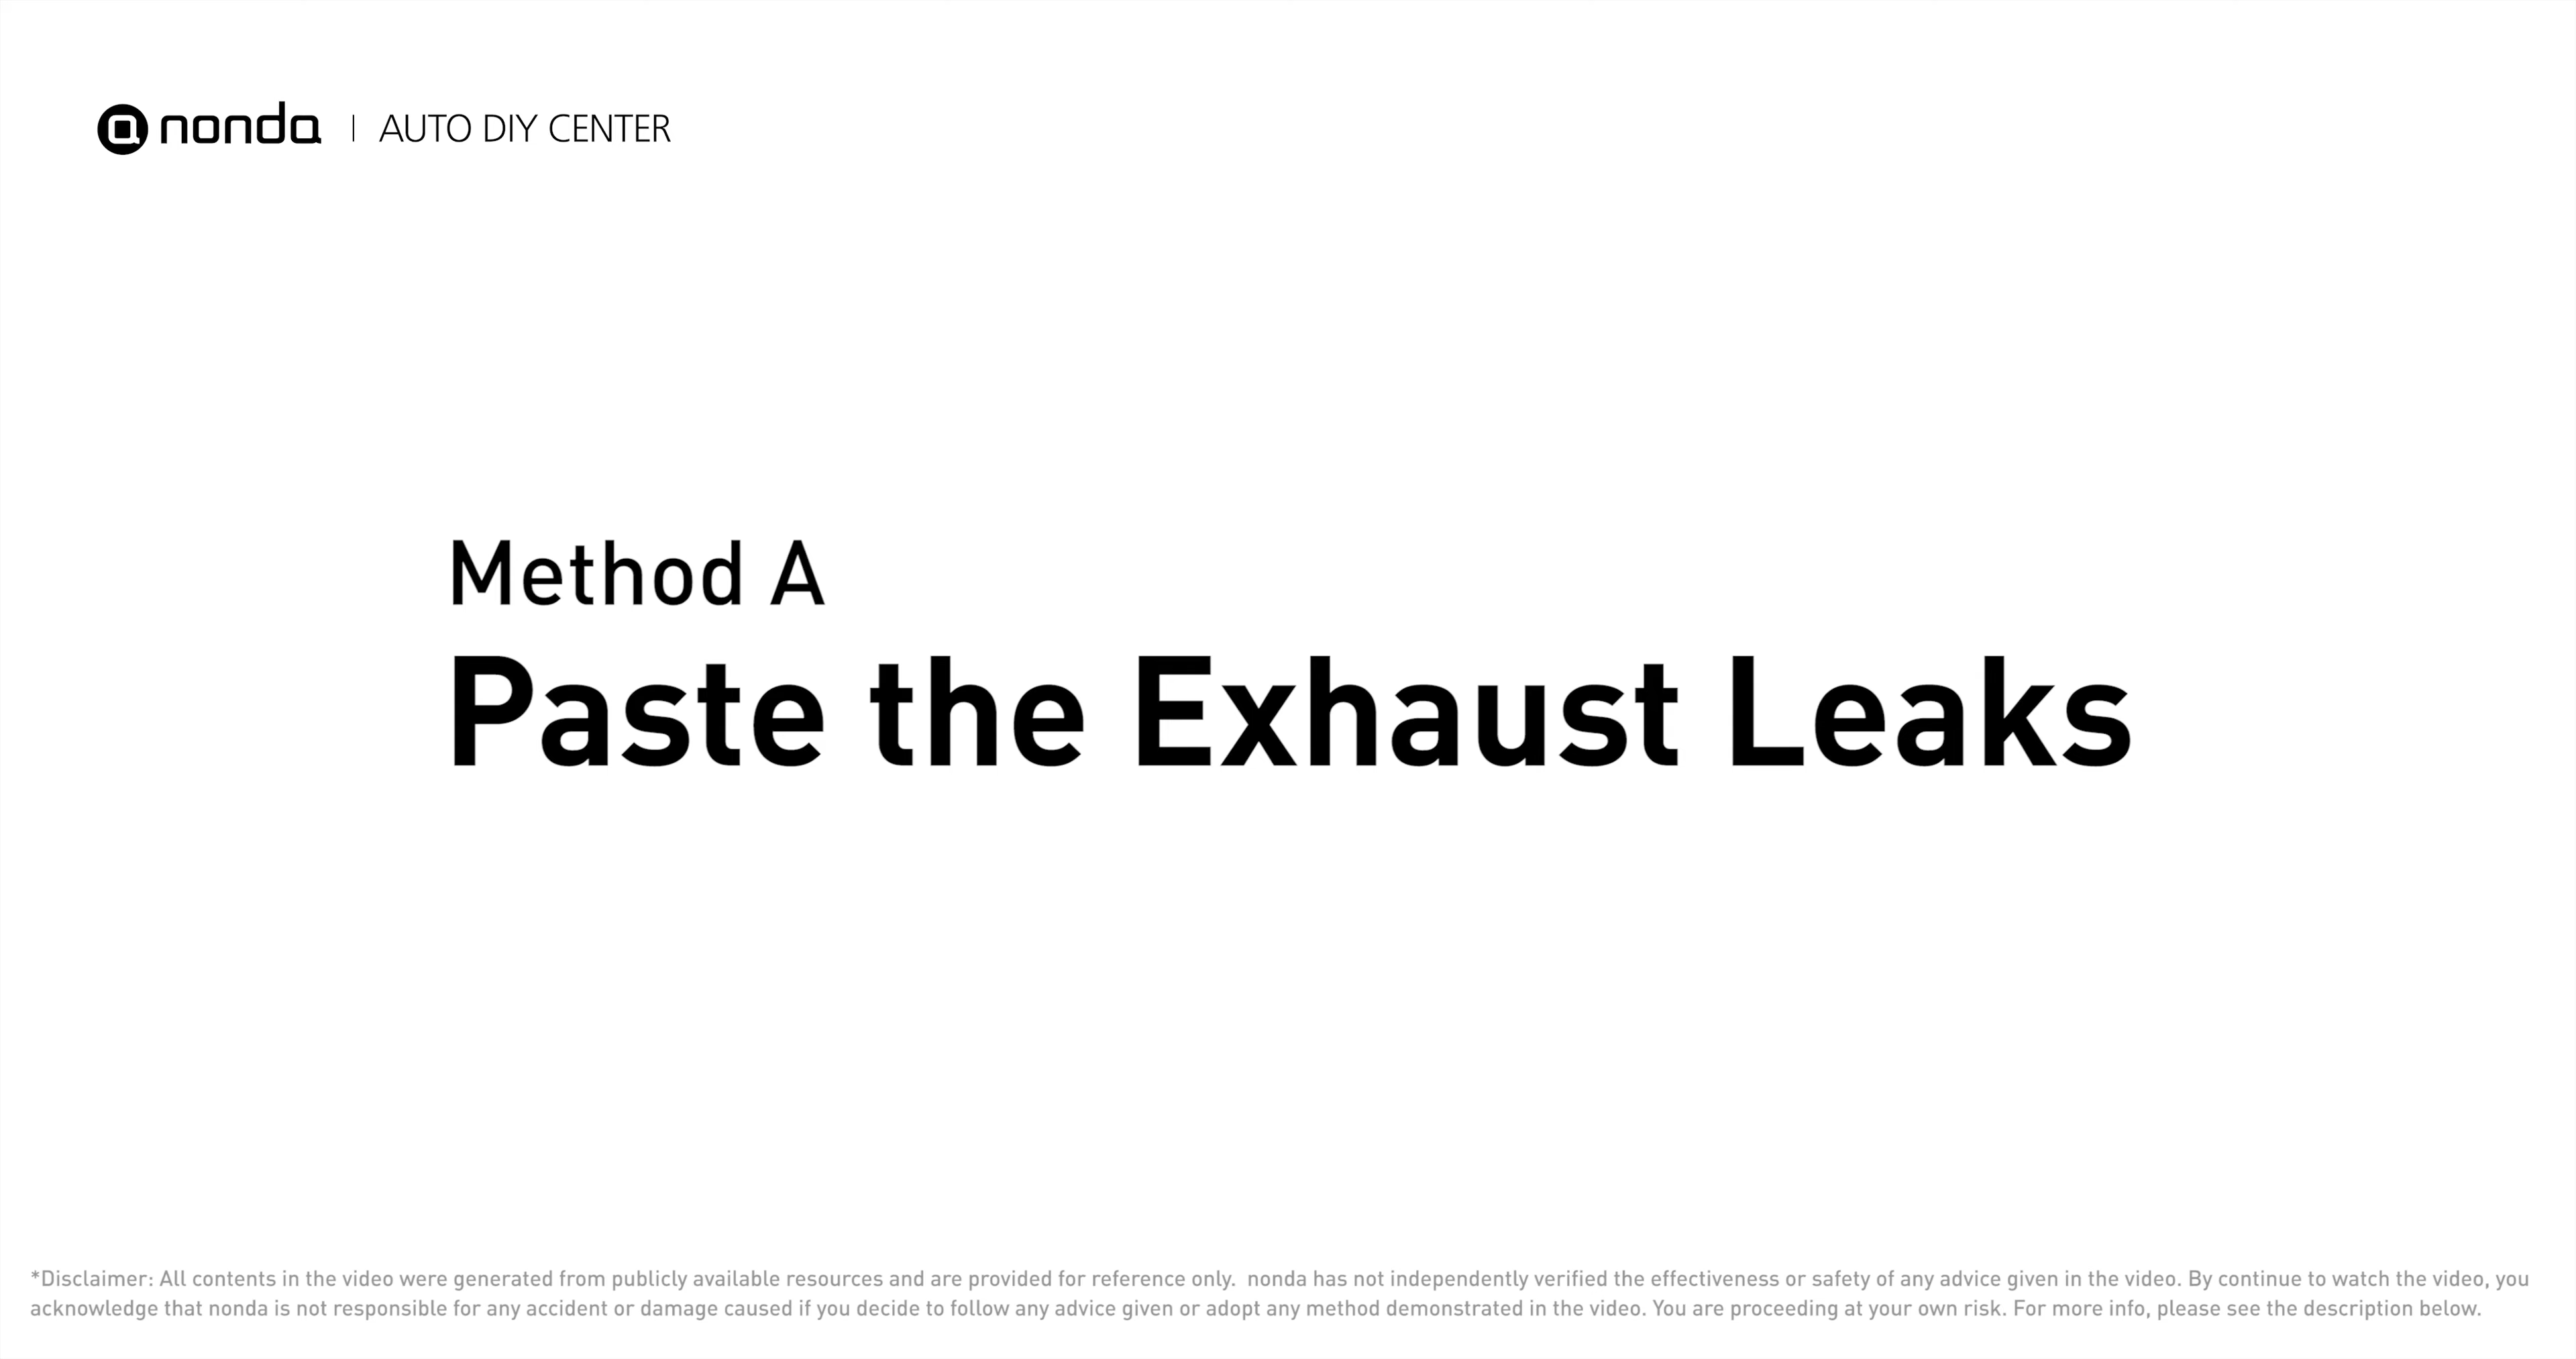 nonda | AUTO DIY CENTER
Method A
Paste the Exhaust Leaks
*Disclaimer: All contents in the video were generated from publicly available resources and are provided for reference only.  nonda has not independently verified the effectiveness or safety of any advice given in the video. By continue to watch the video, you
acknowledge that nonda is not responsible for any accident or damage caused if you decide to follow any advice given or adopt any method demonstrated in the video. You are proceeding at your own risk. For more info, please see the description below.